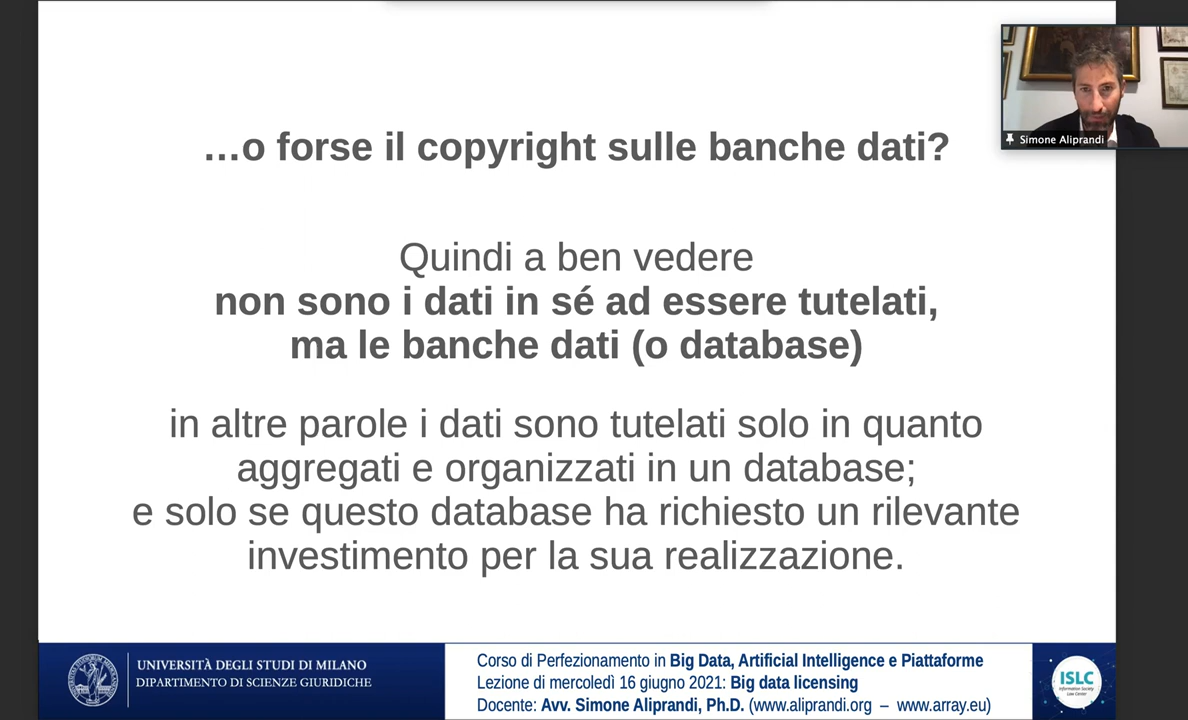 …o forse il copyright sulle banche dati?
Quindi a ben vedere
non sono i dati in sé ad essere tutelati,
ma le banche dati (o database)
in altre parole i dati sono tutelati solo in quanto
aggregati e organizzati in un database;
e solo se questo database ha richiesto un rilevante
investimento per la sua realizzazione.
Simone Aliprandi
UNIVERSITÀ DEGLI STUDI DI MILANO
DIPARTIMENTO DI SCIENZE GIURIDICHE
Corso di Perfezionamento in Big Data, Artificial Intelligence e Piattaforme
Lezione di mercoledì 16 giugno 2021: Big data licensing
Docente: Avv. Simone Aliprandi, Ph.D. (www.aliprandi.org – www.array.eu)
ISLC
Information Society
Law Center